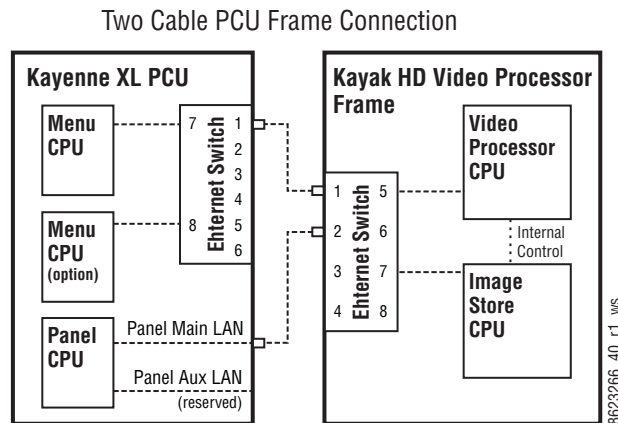 Two Cable PCU Frame Connection
Kayenne XL PCU
Menu
CPU
Menu
CPU
(option)
Panel
CPU
7
8
Ehternet Switch
1
2
3
4
5
6
Panel Main LAN
Panel Aux LAN
(reserved)
Kayak HD Video Processor
Frame
1
2
3
4
Ehternet Switch
5
6
7
8
Video
Processor
CPU
Internal
Control
Image
Store
CPU
8623266_40_r1_ws